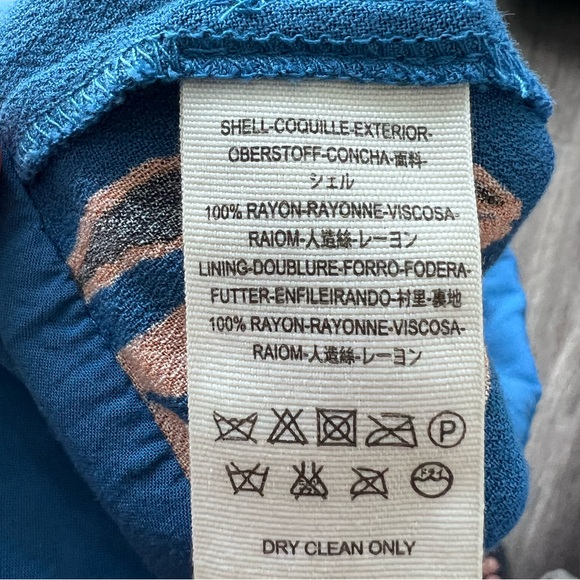 SHELL-COQUILLE-EXTERIOR-
OBERSTOFF-CONCHA-面料-
シェル
100% RAYON-RAYONNE-VISCOSA-
RAIOM-人造絲-レーヨン
LINING-DOUBLURE-FORRO-FODERA-
FUTTER-ENFILEIRANDO-村里-裏地
100% RAYON-RAYONNE-VISCOSA-
RAIOM-人造絲-レーヨン
P
ドライ
DRY CLEAN ONLY